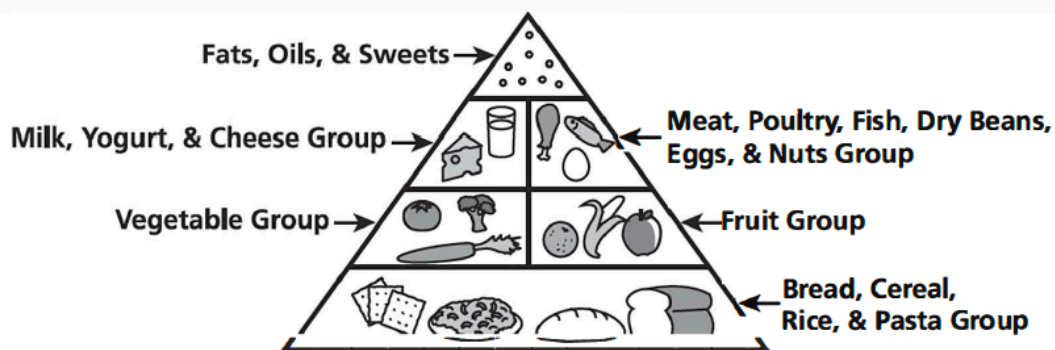 Fats, Oils, & Sweets
Milk, Yogurt, & Cheese Group
Meat, Poultry, Fish, Dry Beans,
Eggs, & Nuts Group
Vegetable Group
Fruit Group
Bread, Cereal,
Rice, & Pasta Group